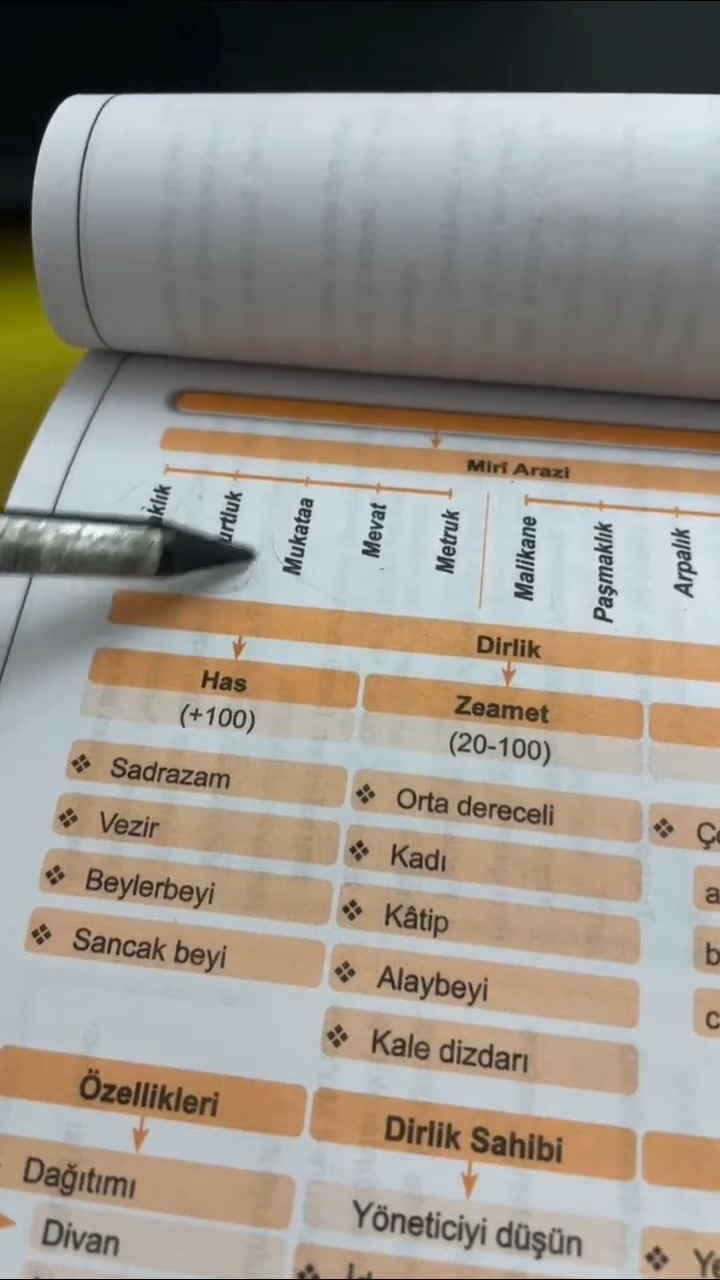 Mirî Arazi
Mukataa
Mevat
Metruk
Malikane
Paşmaklık
Arpalık
Dirlik
Has
(+100)
Zeamet
(20-100)
❖ Sadrazam
❖ Vezir
❖ Beylerbeyi
❖ Sancak beyi
❖ Orta dereceli
❖ Kadı
❖ Kâtip
❖ Alaybeyi
❖ Kale dizdarı
a
b
c
Özellikleri
Dağıtımı
Divan
Dirlik Sahibi
Yöneticiyi düşün